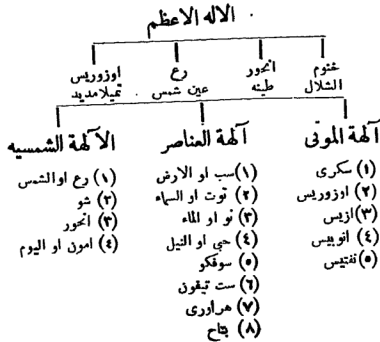 الاله الاعظم
خنوم انحور رع اوزوريس
الشلال طينه عين شمس تميلامديد
آلهة الموتى
(١) سكرى
(٢) اوزوريس
(٣) ازيس
(٤) انوبيس
(٥) نفتيس
آلهة العناصر
(١) سب او الارض
(٢) توت او السماء
(٣) نو او الماء
(٤) حبى او النيل
(٥) سوفكو
(٦) ست تيفون
(٧) هراورى
(٨) بتاح
الآلهة الشمسيه
(١) رع اوالشمس
(٢) شو
(٣) انحور
(٤) امون او اليوم